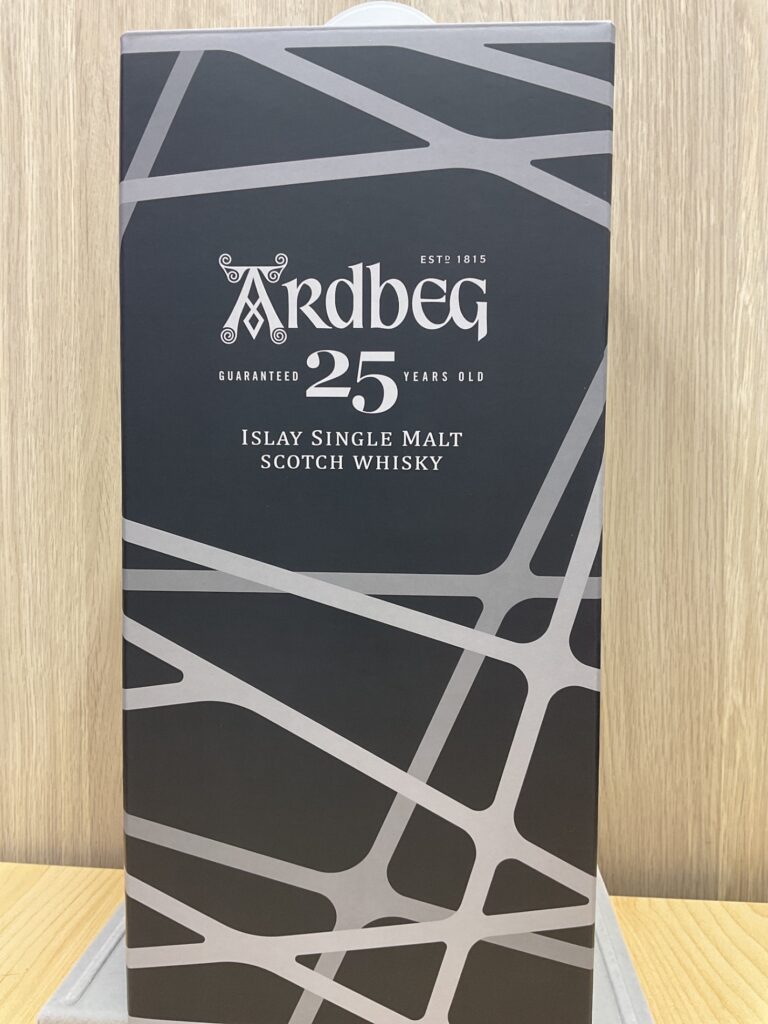 ESTD 1815
ARDBEG
GUARANTEED 25 YEARS OLD
ISLAY SINGLE MALT
SCOTCH WHISKY